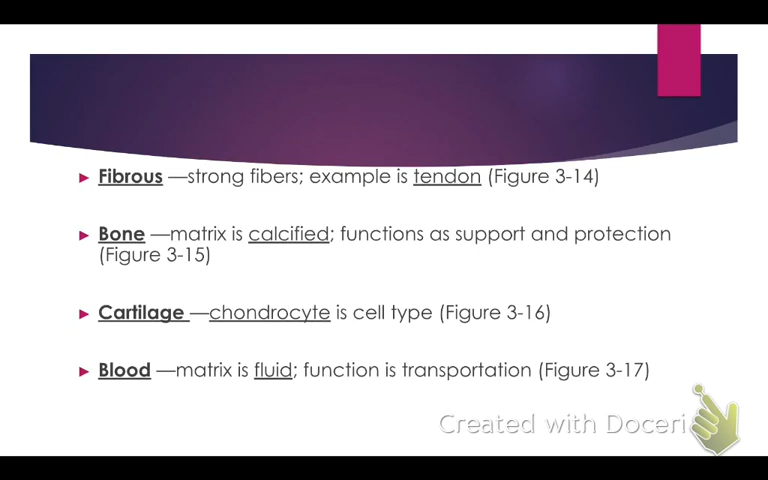 Fibrous —strong fibers; example is tendon (Figure 3-14)
Bone —matrix is calcified; functions as support and protection
(Figure 3-15)
Cartilage —chondrocyte is cell type (Figure 3-16)
Blood —matrix is fluid; function is transportation (Figure 3-17)
Created with Doceri